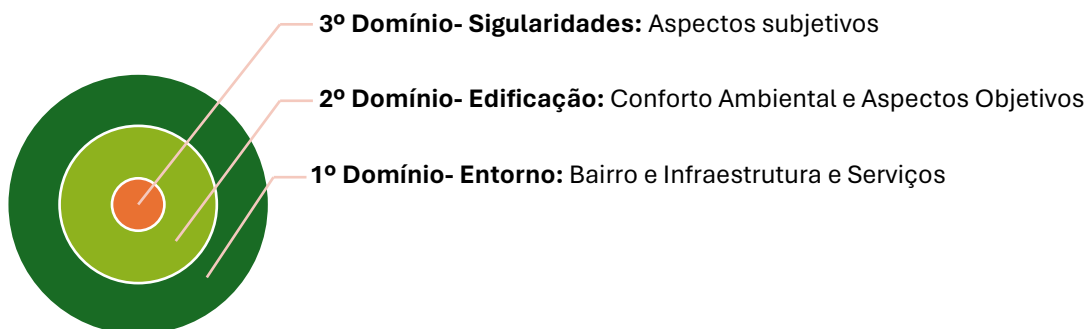 3º Domínio- Sigularidades: Aspectos subjetivos
2º Domínio- Edificação: Conforto Ambiental e Aspectos Objetivos
1º Domínio- Entorno: Bairro e Infraestrutura e Serviços